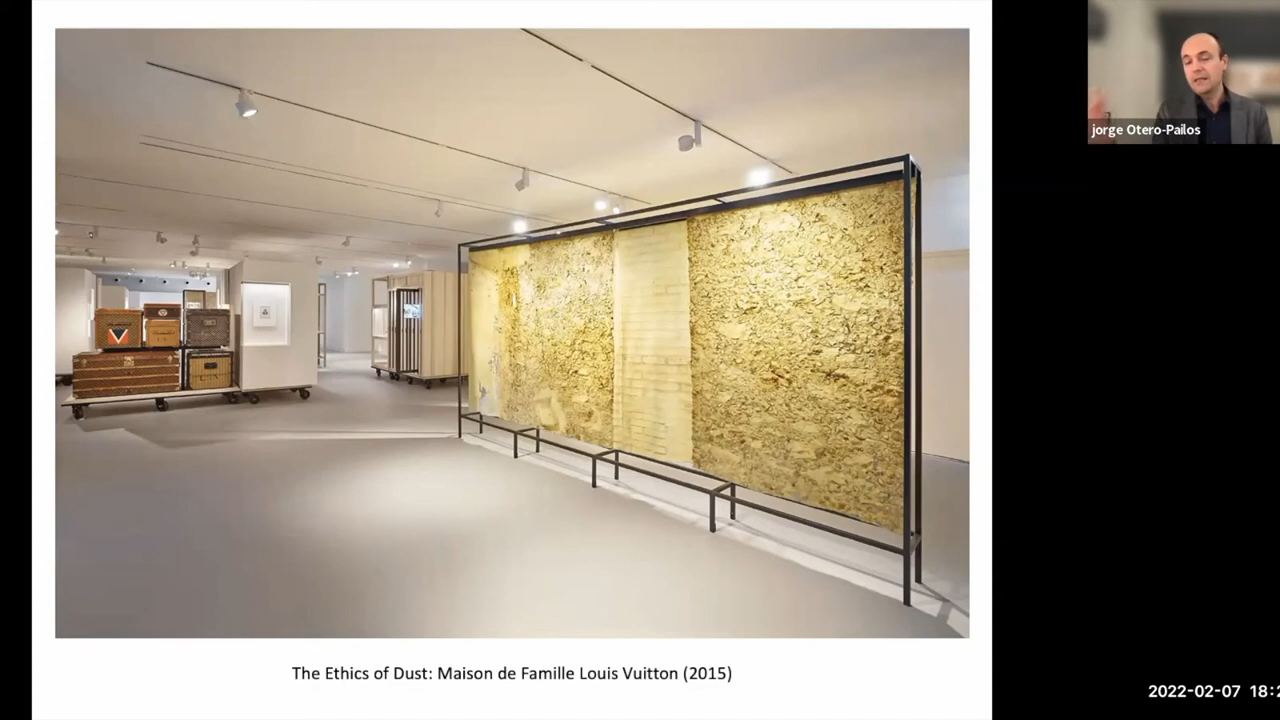 jorge Otero-Pailos
The Ethics of Dust: Maison de Famille Louis Vuitton (2015)
2022-02-07 18:2